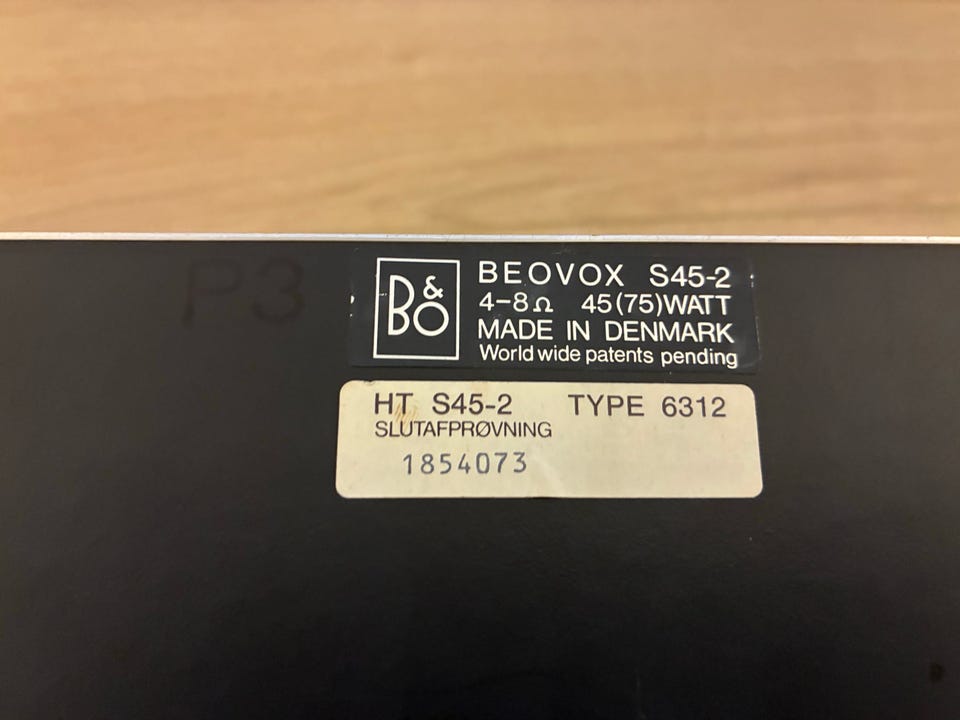 P3
B&O
BEOVOX S45-2
4-8Ω 45(75)WATT
MADE IN DENMARK
World wide patents pending
HT S45-2 TYPE 6312
SLUTAFPRØVNING
1854073